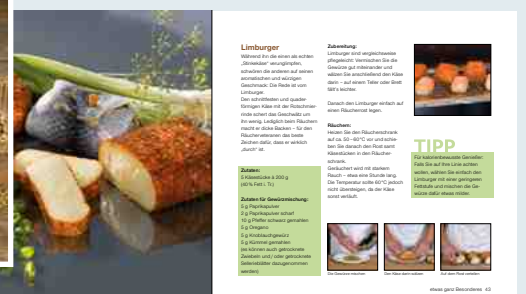 Limburger
Während ihn die einen als echten
„Stinkekäse“ verunglimpfen,
schwören die anderen auf seinen
aromatischen und würzigen
Geschmack: Die Rede ist vom
Limburger.
Den schnittfesten und quader-
förmigen Käse mit der Rotschmier-
rinde schert das Geschwätz um
ihn wenig. Lediglich beim Räuchern
macht er dicke Backen – für den
Räucherveteranen das beste
Zeichen dafür, dass er wirklich
„durch“ ist.
Zutaten:
5 Käsestücke à 200 g
(40% Fett i. Tr.)
Zutaten für Gewürzmischung:
5 g Paprikapulver
2 g Paprikapulver scharf
10 g Pfeffer schwarz gemahlen
5 g Oregano
5 g Knoblauchgewürz
5 g Kümmel gemahlen
(es können auch getrocknete
Zwiebeln und / oder getrocknete
Sellerieblätter dazugenommen
werden)
Zubereitung:
Limburger sind vergleichsweise
pflegeleicht: Vermischen Sie die
Gewürze gut miteinander und
wälzen Sie anschließend den Käse
darin – auf einem Teller oder Brett
fällt's leichter.
Danach den Limburger einfach auf
einen Räucherrost legen.
Räuchern:
Heizen Sie den Räucherschrank
auf ca. 50 - 60°C vor und schie-
ben Sie danach den Rost samt
Käsestücken in den Räucher-
schrank.
Geräuchert wird mit starkem
Rauch – etwa eine Stunde lang.
Die Temperatur sollte 60°C jedoch
nicht übersteigen, da der Käse
sonst verläuft.
TIPP
Für kalorienbewusste Genießer:
Falls Sie auf Ihre Linie achten
wollen, wählen Sie einfach den
Limburger mit einer geringeren
Fettstufe und mischen die Ge-
würze dafür etwas milder.
Die Gewürze mischen
Den Käse darin wälzen
Auf dem Rost verteilen
etwas ganz Besonderes 43